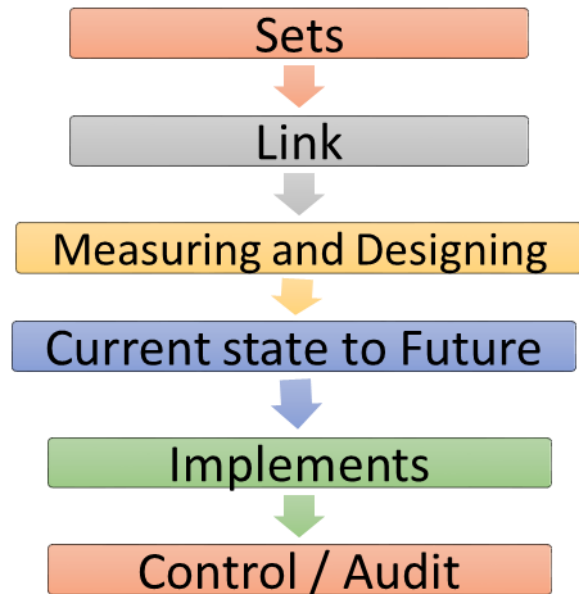 Sets
Link
Measuring and Designing
Current state to Future
Implements
Control / Audit